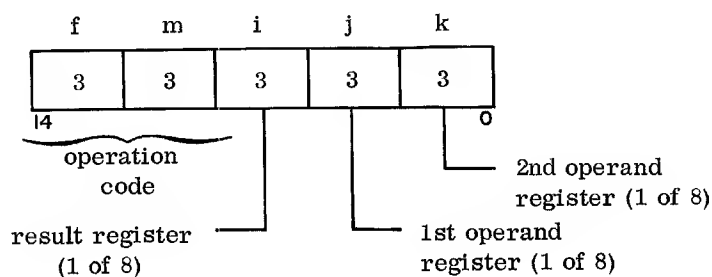 f m i j k
3 3 3 3 3
14 0
operation
code
2nd operand
register (1 of 8)
result register
(1 of 8)
1st operand
register (1 of 8)